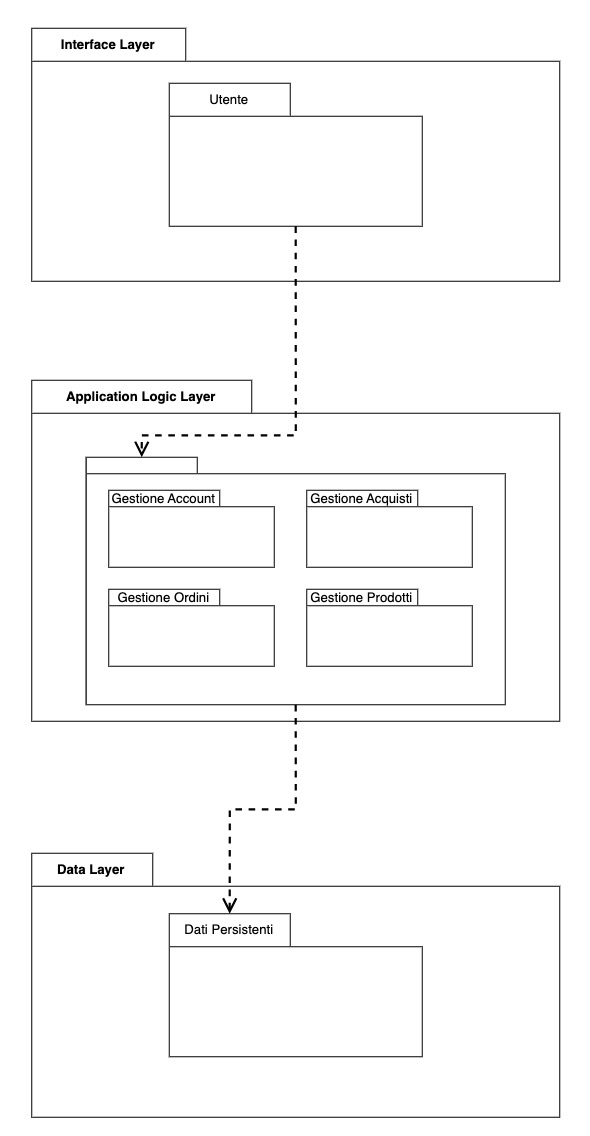 Interface Layer
Utente
Application Logic Layer
Gestione Account
Gestione Acquisti
Gestione Ordini
Gestione Prodotti
Data Layer
Dati Persistenti